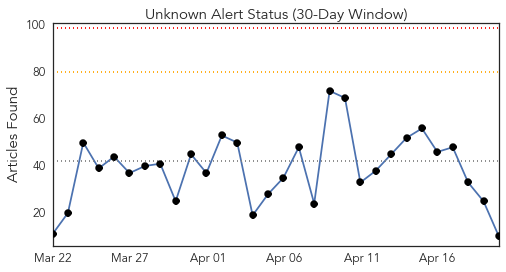 Unknown Alert Status (30-Day Window)
100
80
60
40
20
Articles Found
Mar 22 Mar 27 Apr 01 Apr 06 Apr 11 Apr 16